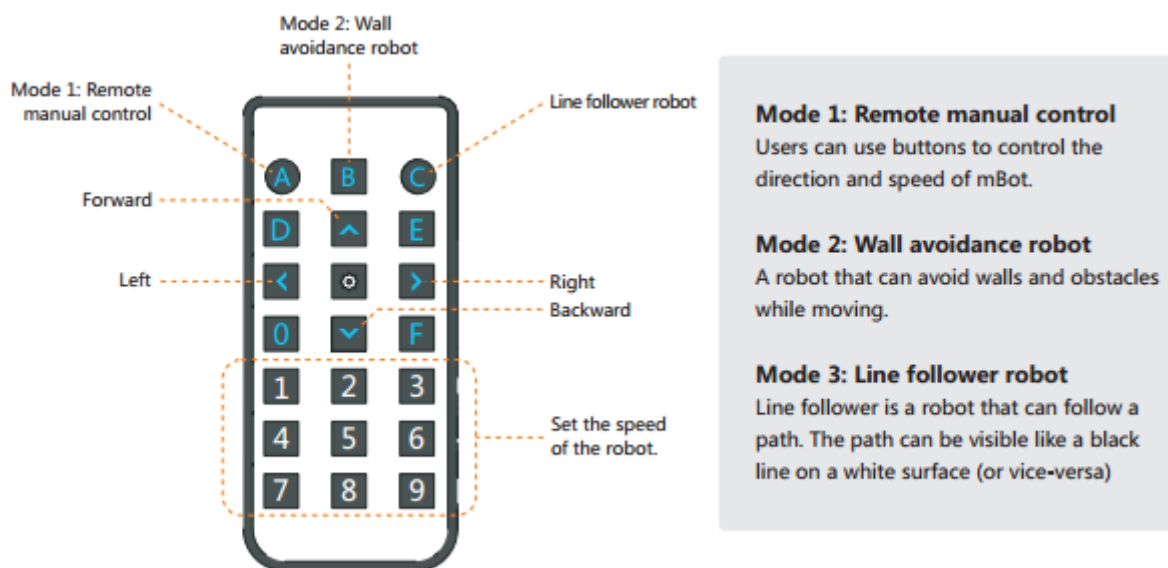 Mode 2: Wall
avoidance robot
Mode 1: Remote
manual control
Line follower robot
A
B
C
Forward
D
E
Left
Right
Backward
0
F
1 2 3
4 5 6
7 8 9
Set the speed
of the robot.
Mode 1: Remote manual control
Users can use buttons to control the
direction and speed of mBot.
Mode 2: Wall avoidance robot
A robot that can avoid walls and obstacles
while moving.
Mode 3: Line follower robot
Line follower is a robot that can follow a
path. The path can be visible like a black
line on a white surface (or vice-versa)